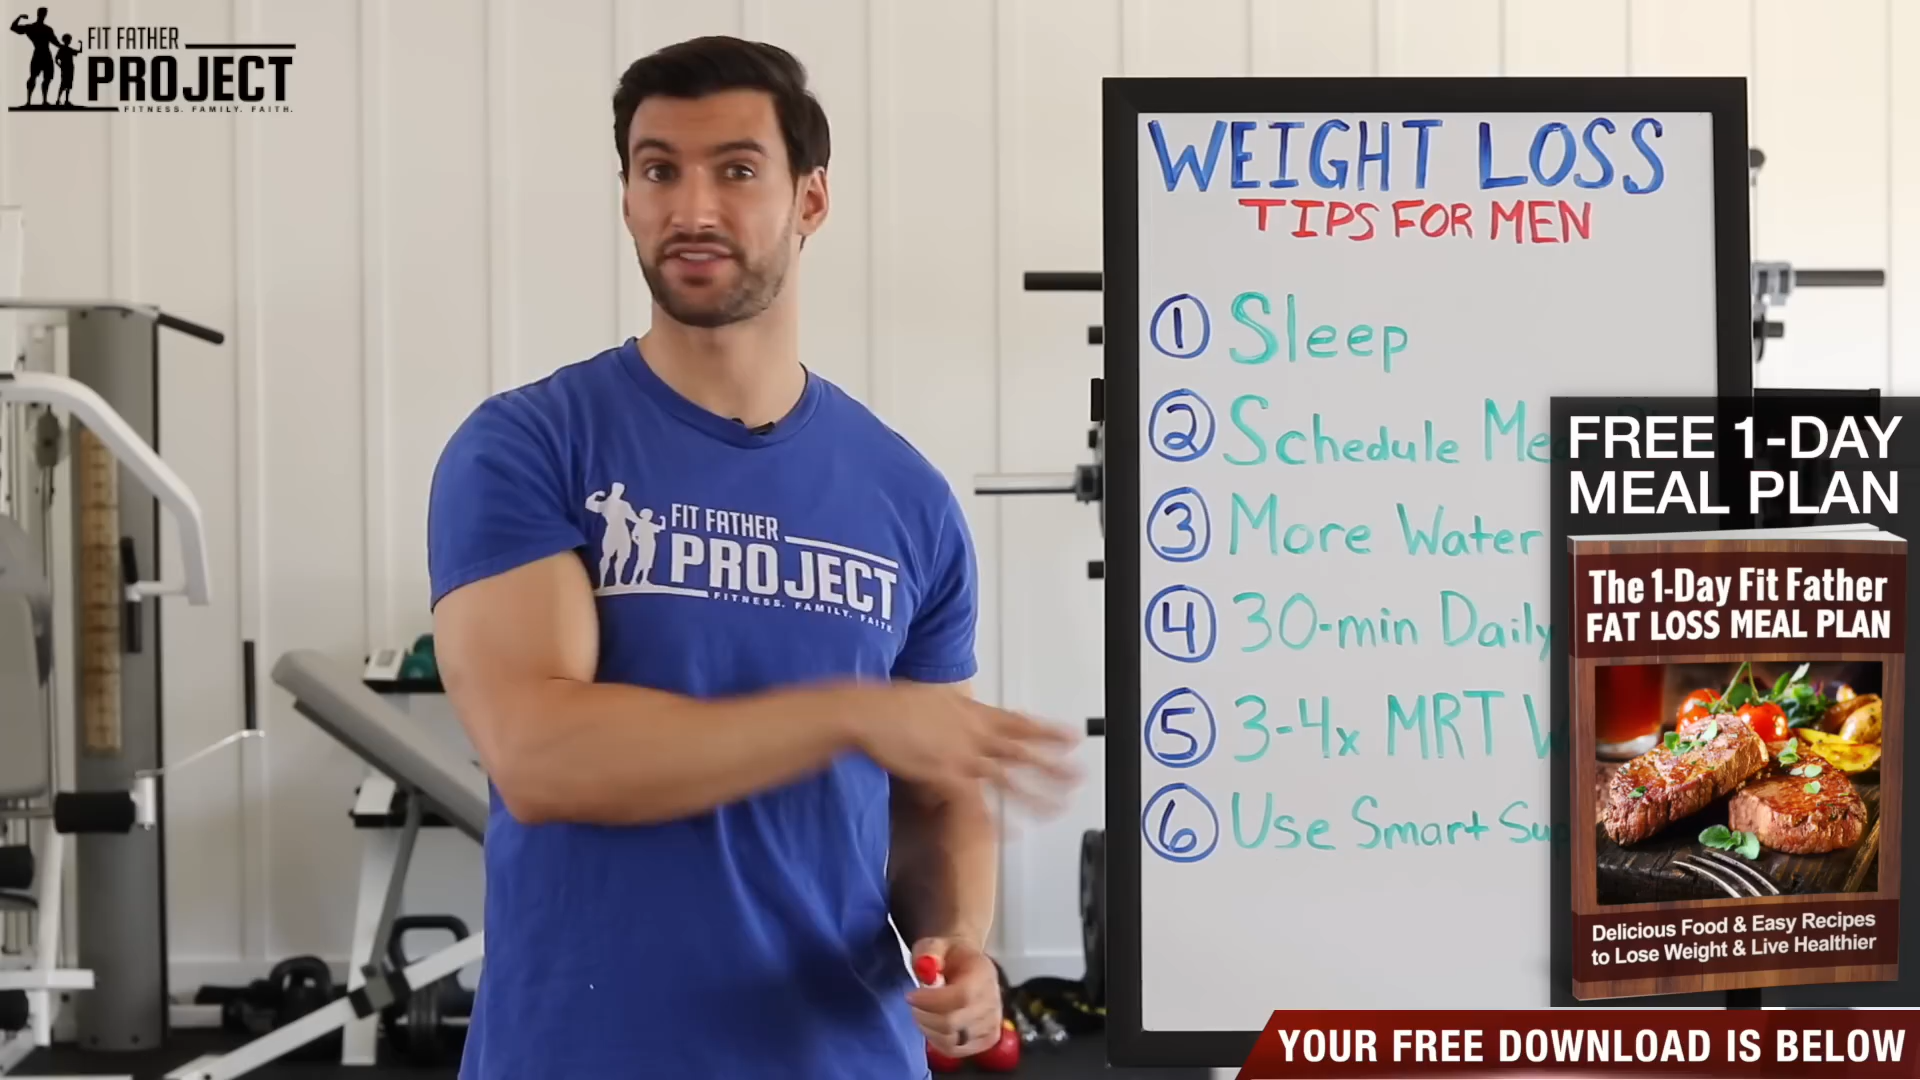 FIT FATHER
PROJECT
FITNESS. FAMILY. FAITH.
WEIGHT LOSS
TIPS FOR MEN
1 Sleep
2 Schedule
3 More Water
4 30-min Daily
5 3-4x MRT
6 Use Smart
FIT FATHER
PROJECT
FITNESS. FAMILY. FAITH.
FREE 1-DAY
MEAL PLAN
The 1-Day Fit Father
FAT LOSS MEAL PLAN
Delicious Food & Easy Recipes
to Lose Weight & Live Healthier
YOUR FREE DOWNLOAD IS BELOW